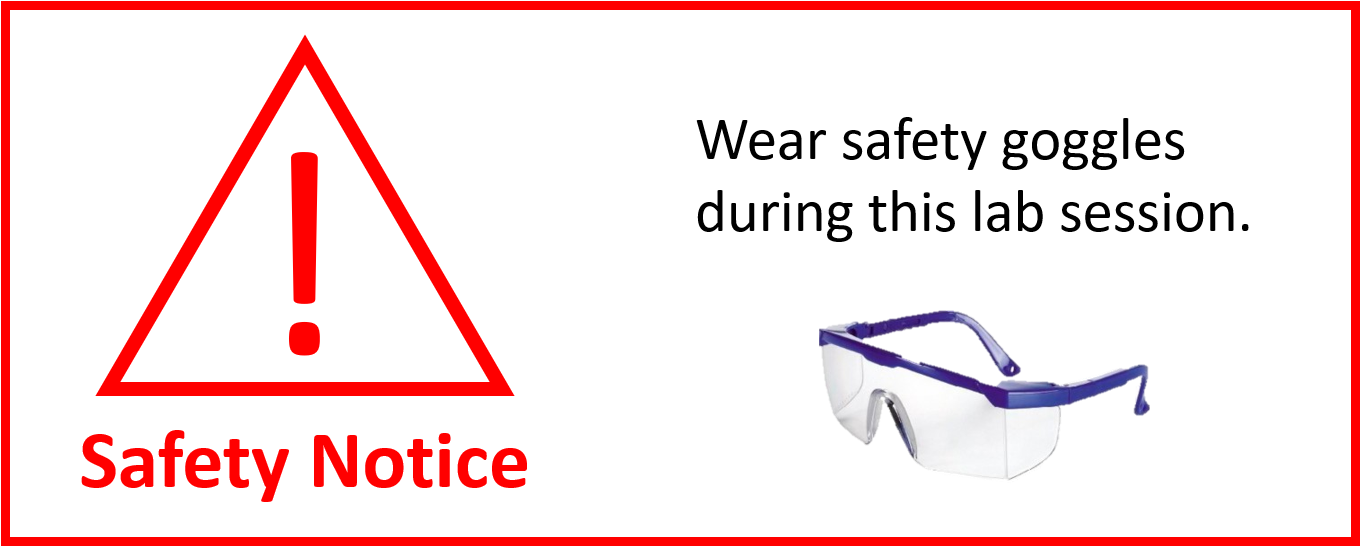 Safety Notice
Wear safety goggles
during this lab session.